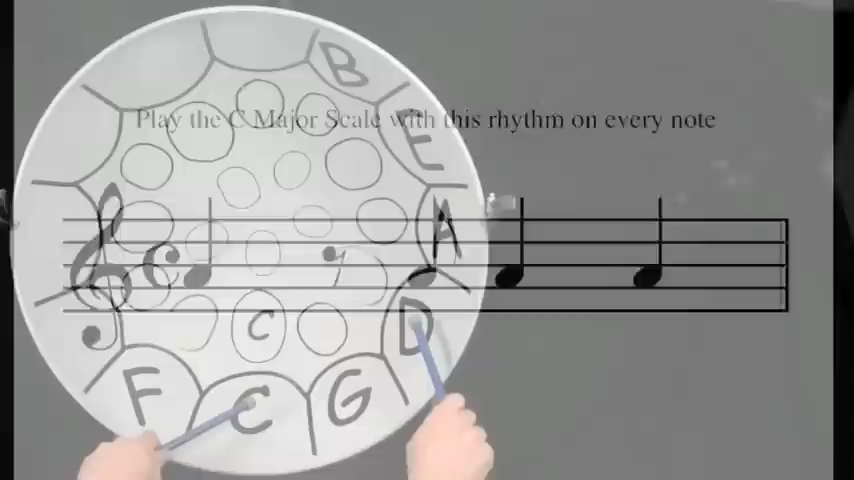 B
Play the C Major Scale with this rhythm on every note
E
A
C
D
F
C
G